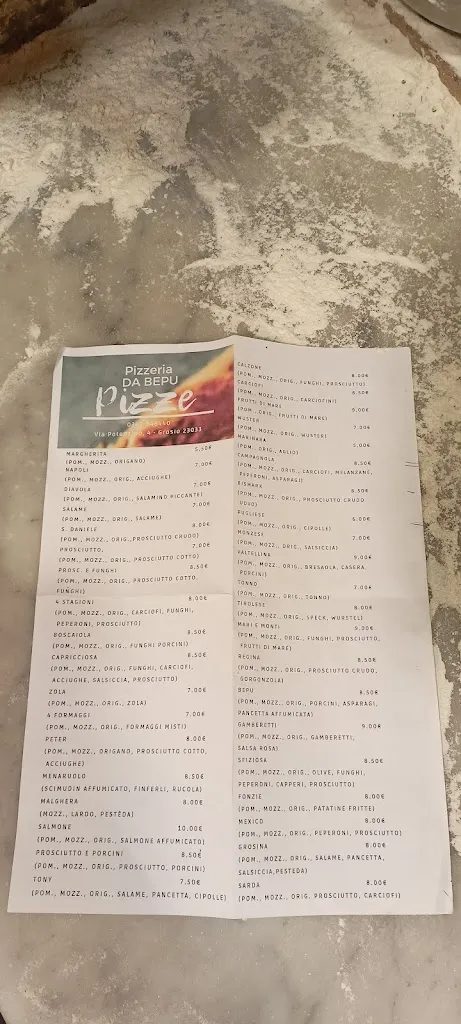 Pizzeria
DA BEPU
Pizze
Via Patentino, 4 - Grosio 23033
MARGHERITA 5.50€
(POM., MOZZ., ORIGANO)
NAPOLI 7.00€
(POM., MOZZ., ORIG., ACCIUGHE)
DIAVOLA 7.00€
(POM., MOZZ., ORIG., SALAMINO PICCANTE)
SALAME 7.00€
(POM., MOZZ., ORIG., SALAME)
S. DANIELE 8.00€
(POM., MOZZ., ORIG., PROSCIUTTO CRUDO)
PROSCIUTTO, 7.00€
(POM., MOZZ., ORIG., PROSCIUTTO COTTO)
PROSC. E FUNGHI 8.50€
(POM., MOZZ., ORIG., PROSCIUTTO COTTO,
FUNGHI)
4 STAGIONI 8.00€
(POM., MOZZ., ORIG., CARCIOFI, FUNGHI,
PEPERONI, PROSCIUTTO)
BOSCAIOLA 8.50€
(POM., MOZZ., ORIG., FUNGHI PORCINI)
CAPRICCIOSA 8.50€
(POM., MOZZ., ORIG., FUNGHI, CARCIOFI,
ACCIUGHE, SALSICCIA, PROSCIUTTO)
ZOLA 7.00€
(POM., MOZZ., ORIG., ZOLA)
4 FORMAGGI 7.00€
(POM., MOZZ., ORIG., FORMAGGI MISTI)
PETER 8.00€
(POM., MOZZ., ORIGANO, PROSCIUTTO COTTO,
ACCIUGHE)
MENARUOLO 8.50€
(SCIMUDIN AFFUMICATO, FINFERLI, RUCOLA)
MALGHERA 8.00€
(MOZZ., LARDO, PESTÈDA)
SALMONE 10.00€
(POM., MOZZ., ORIG., SALMONE AFFUMICATO)
PROSCIUTTO E PORCINI 8.50€
(POM., MOZZ., ORIG., PROSCIUTTO, PORCINI)
TONY 7.50€
(POM., MOZZ., ORIG., SALAME, PANCETTA, CIPOLLE)
CALZONE 8.00€
(POM., MOZZ., ORIG., FUNGHI, PROSCIUTTO)
CARCIOFI 6.50€
(POM., MOZZ., ORIG., CARCIOFINI)
FRUTTI DI MARE 9.00€
(POM., ORIG., FRUTTI DI MARE)
WUSTER 7.00€
(POM., MOZZ., ORIG., WUSTER)
MARINARA
(POM., ORIG., AGLIO)
CAMPAGNOLA 8.50€
(POM., MOZZ., ORIG., CARCIOFI, MELANZANE,
PEPERONI, ASPARAGI)
BISMARK
(POM., MOZZ., ORIG., PROSCIUTTO CRUDO
UOVO)
PUGLIESE
(POM., MOZZ., ORIG., CIPOLLE)
MONZESE 7.00€
(POM., MOZZ., ORIG., SALSICCIA)
VALTELLINA 9.00€
(POM., MOZZ., ORIG., BRESAOLA, CASERA,
PORCINI)
TONNO 7.00€
(POM., MOZZ., ORIG., TONNO)
TIROLESE 8.00€
(POM., MOZZ., ORIG., SPECK, WURSTEL)
MARI E MONTI 9.00€
(POM., MOZZ., ORIG., FUNGHI, PROSCIUTTO,
FRUTTI DI MARE)
REGINA 8.50€
(POM., MOZZ., ORIG., PROSCIUTTO CRUDO,
GORGONZOLA)
BEPU 8.50€
(POM., MOZZ., ORIG., PORCINI, ASPARAGI,
PANCETTA AFFUMICATA)
GAMBERETTI 9.00€
(POM., MOZZ., ORIG., GAMBERETTI,
SALSA ROSA)
SFIZIOSA 8.50€
(POM., MOZZ., ORIG., OLIVE, FUNGHI,
PEPERONI, CAPPERI, PROSCIUTTO)
FONZIE 8.00€
(POM., MOZZ., ORIG., PATATINE FRITTE)
MEXICO 8.00€
(POM., MOZZ., ORIG., PEPERONI, PROSCIUTTO)
GROSINA 8.00€
(POM., MOZZ., ORIG., SALAME, PANCETTA,
SALSICCIA,PESTEDA)
SAROA 8.00€
(POM., MOZZ., ORIG. PROSCIUTTO, CARCIOFI)